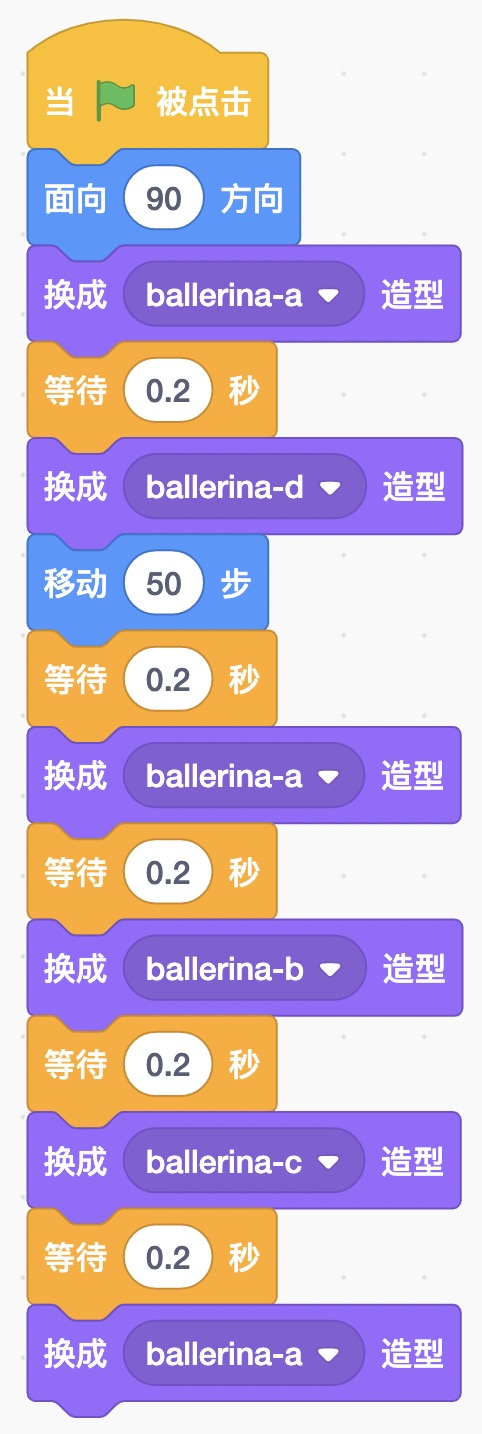 当 被点击
面向 90 方向
换成 ballerina-a 造型
等待 0.2 秒
换成 ballerina-d 造型
移动 50 步
等待 0.2 秒
换成 ballerina-a 造型
等待 0.2 秒
换成 ballerina-b 造型
等待 0.2 秒
换成 ballerina-c 造型
等待 0.2 秒
换成 ballerina-a 造型